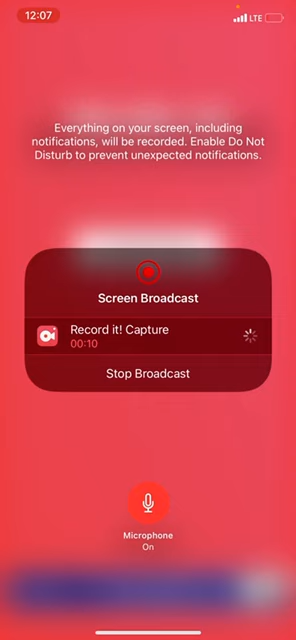 12:07
LTE
Everything on your screen, including
notifications, will be recorded. Enable Do Not
Disturb to prevent unexpected notifications.
Screen Broadcast
Record it! Capture
00:10
Stop Broadcast
Microphone
On